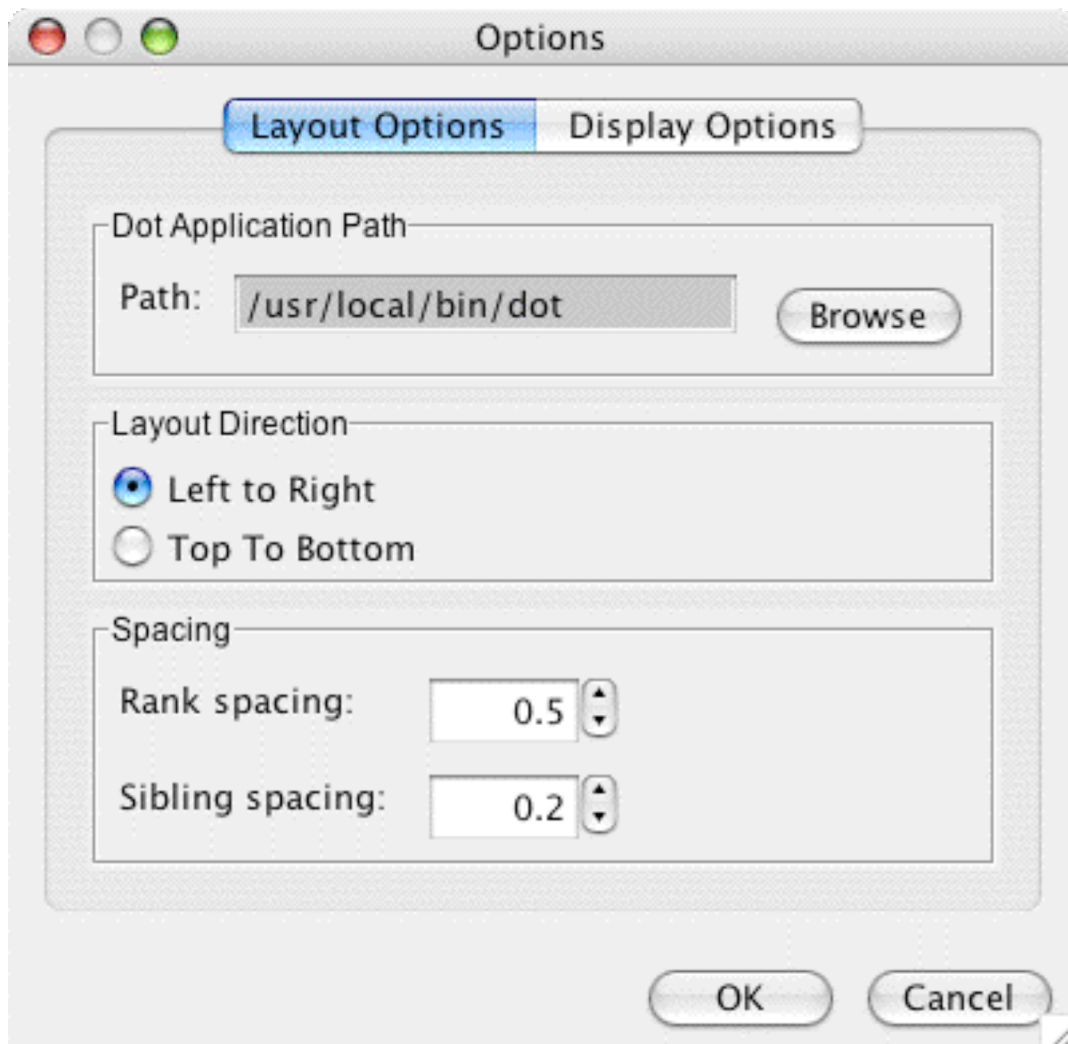 Options
Layout Options Display Options
Dot Application Path
Path: /usr/local/bin/dot Browse
Layout Direction
Left to Right
Top To Bottom
Spacing
Rank spacing: 0.5
Sibling spacing: 0.2
OK Cancel